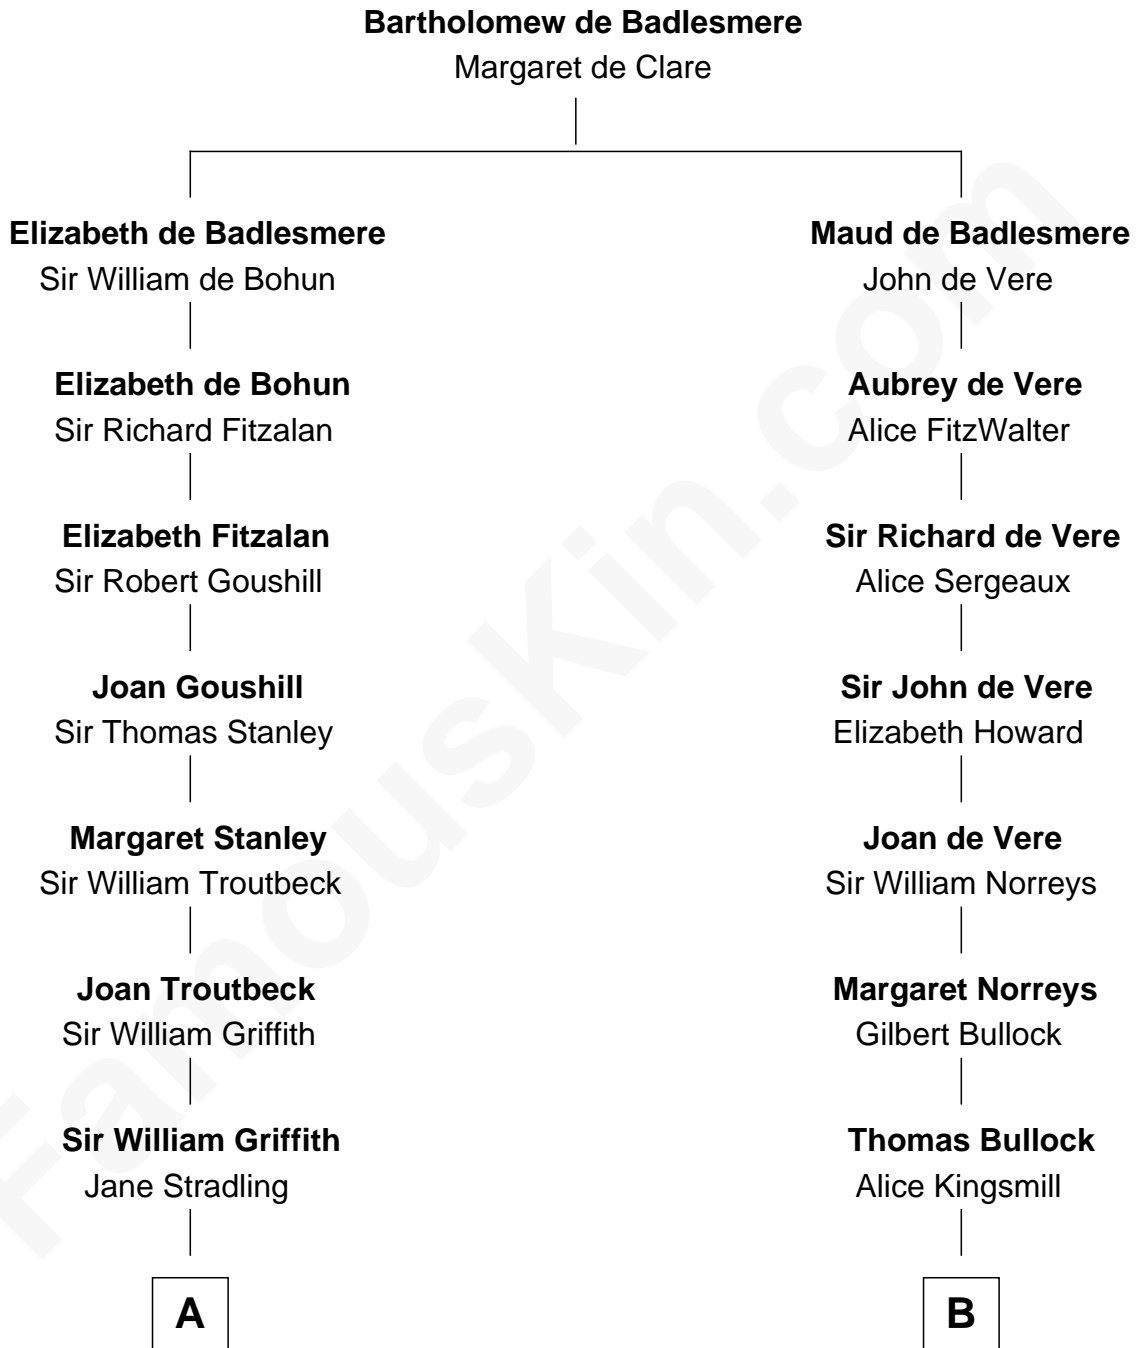 Bartholomew de Badlesmere
Margaret de Clare
Elizabeth de Badlesmere
Sir William de Bohun
Maud de Badlesmere
John de Vere
Elizabeth de Bohun
Sir Richard Fitzalan
Aubrey de Vere
Alice FitzWalter
Elizabeth Fitzalan
Sir Robert Goushill
Sir Richard de Vere
Alice Sergeaux
Joan Goushill
Sir Thomas Stanley
Sir John de Vere
Elizabeth Howard
Margaret Stanley
Sir William Troutbeck
Joan de Vere
Sir William Norreys
Joan Troutbeck
Sir William Griffith
Margaret Norreys
Gilbert Bullock
Sir William Griffith
Jane Stradling
Thomas Bullock
Alice Kingsmill
A
B
FamousKin.com